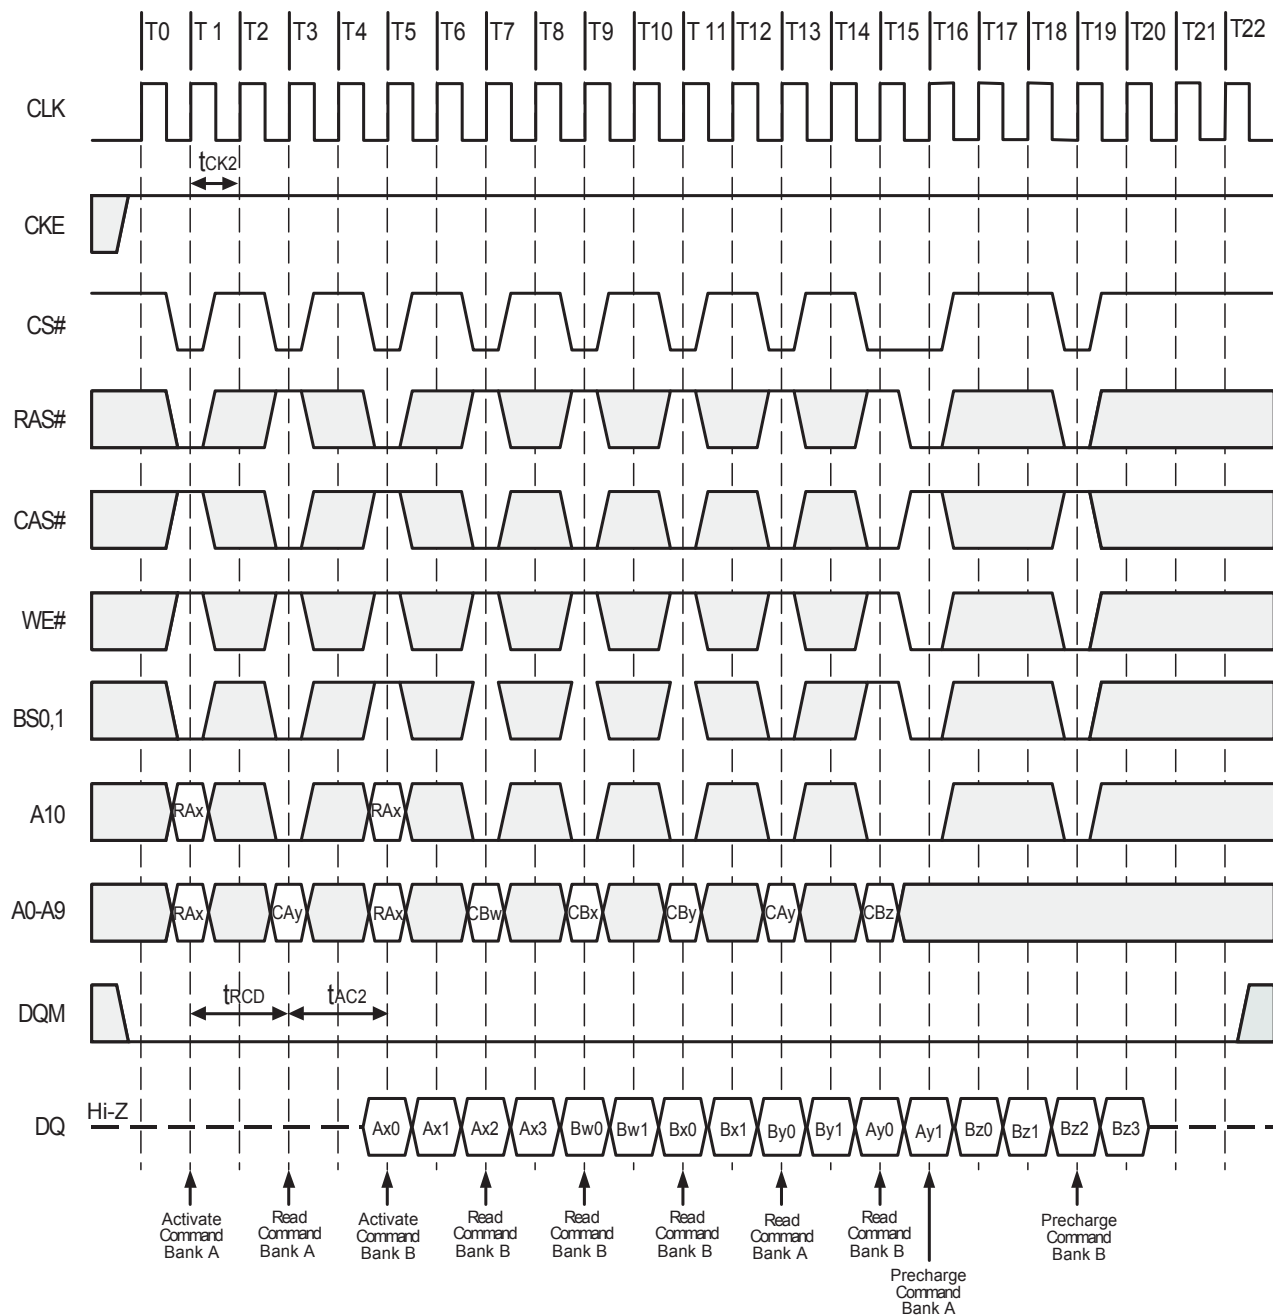 T0 T 1 T2 T3 T4 T5 T6 T7 T8 T9 T10 T 11 T12 T13 T14 T15 T16 T17 T18 T19 T20 T21 T22
CLK
tCK2
CKE
CS#
RAS#
CAS#
WE#
BS0,1
A10 RAx RAx
A0-A9 RAx CAy RAx CBw CBx CBy CAy CBz
DQM tRCD tAC2
Hi-Z
DQ Ax0 Ax1 Ax2 Ax3 Bw0 Bw1 Bx0 Bx1 By0 By1 Ay0 Ay1 Bz0 Bz1 Bz2 Bz3
Activate
Command
Bank A
Read
Command
Bank A
Activate
Command
Bank B
Read
Command
Bank B
Read
Command
Bank B
Read
Command
Bank B
Read
Command
Bank A
Read
Command
Bank B
Precharge
Command
Bank A
Precharge
Command
Bank B